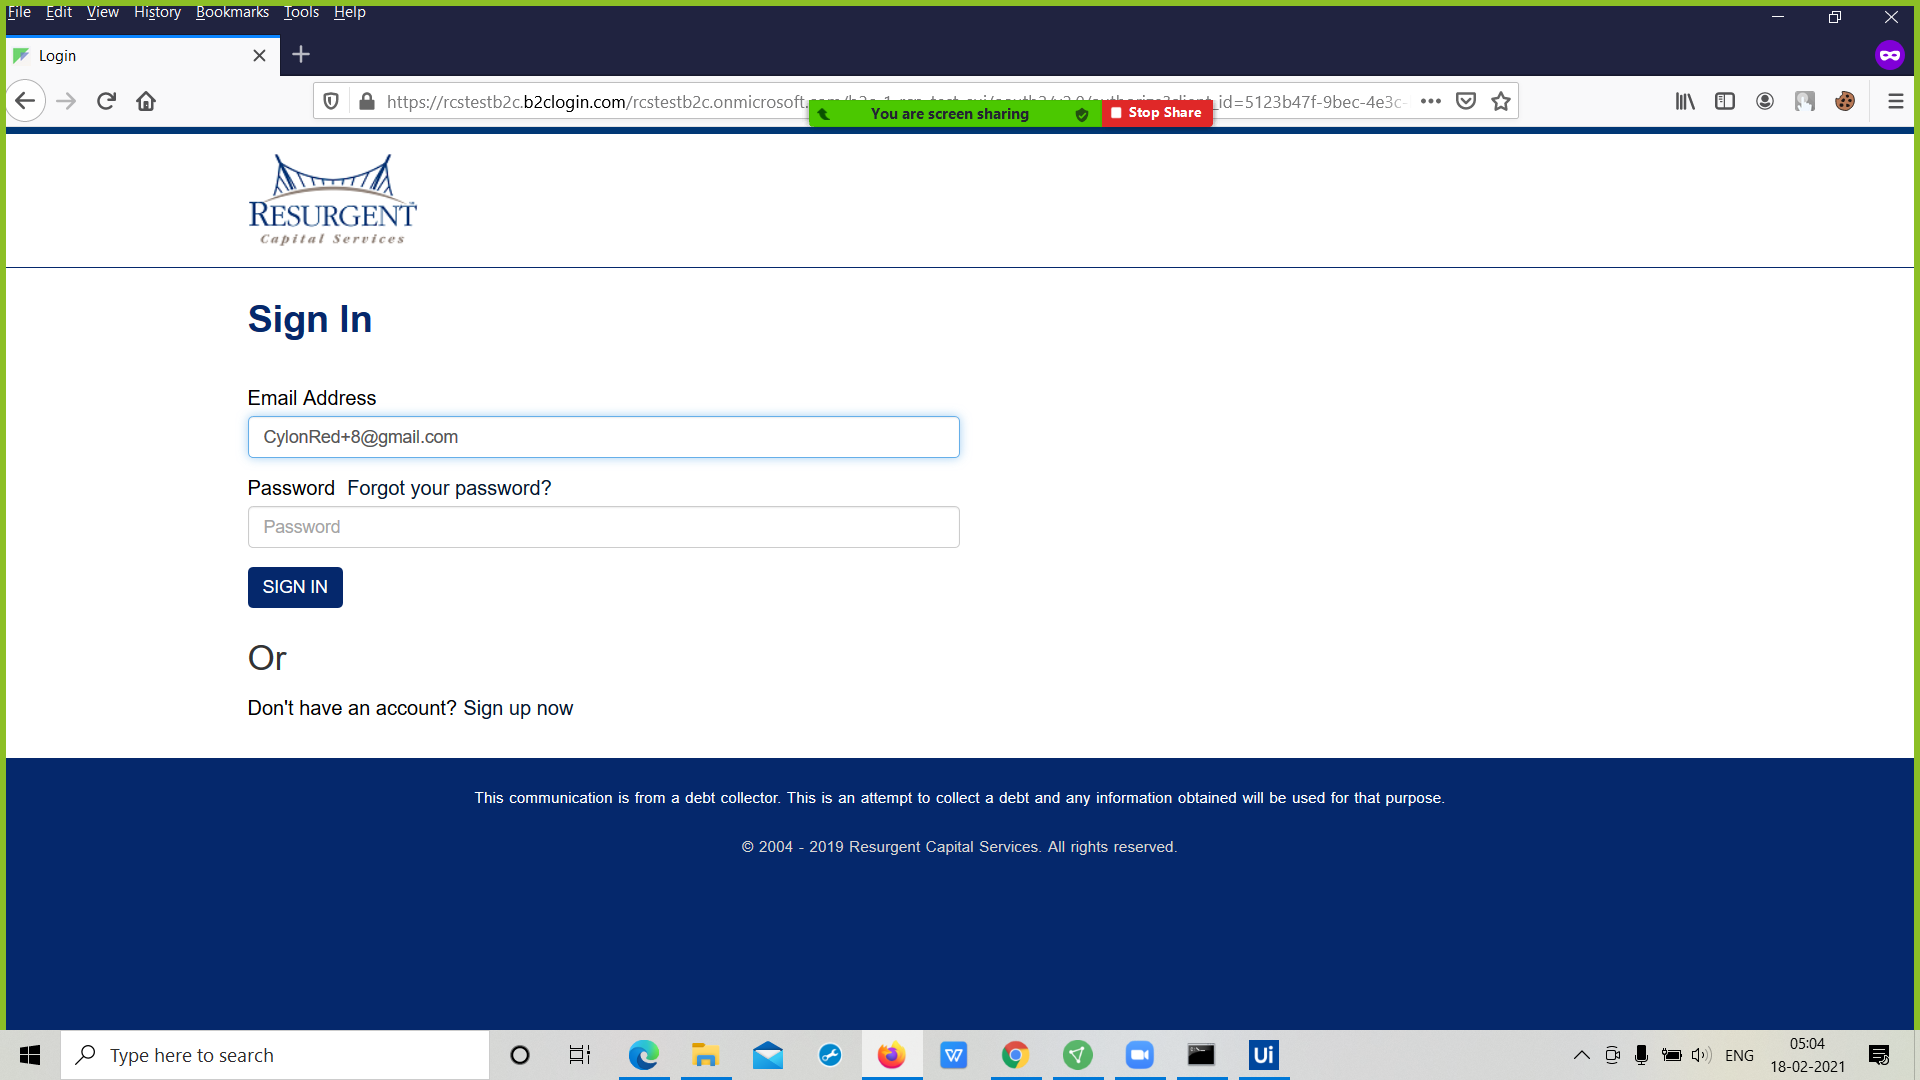 File Edit View History Bookmarks Tools Help
Login
https://rcstestb2c.b2clogin.com/rcstestb2c.onmicrosoft.com
_id=5123b47f-9bec-4e3c-
You are screen sharing Stop Share
RESURGENT
Capital Services
Sign In
Email Address
CylonRed+8@gmail.com
Password Forgot your password?
Password
SIGN IN
Or
Don't have an account? Sign up now
This communication is from a debt collector. This is an attempt to collect a debt and any information obtained will be used for that purpose.
© 2004 - 2019 Resurgent Capital Services. All rights reserved.
Type here to search
W
Ui
ENG
05:04
18-02-2021